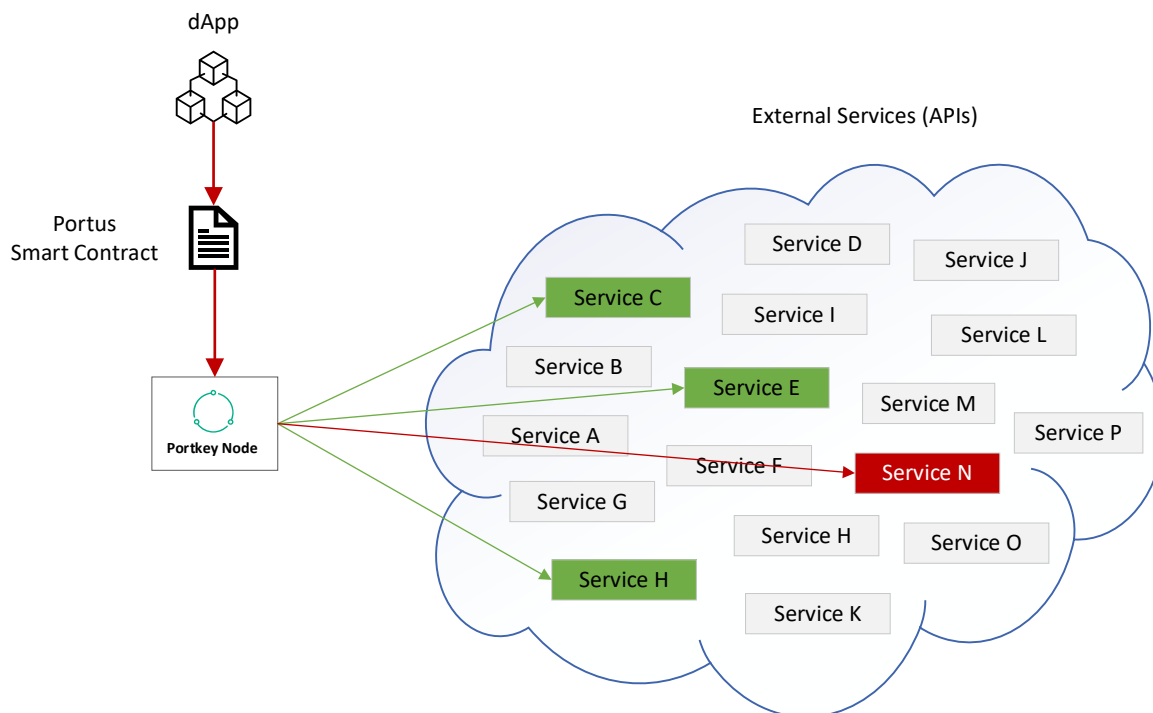 dApp
External Services (APIs)
Portus
Smart Contract
Service D
Service J
Service C
Service I
Service L
Service B
Service E
Service M
Service A
Service P
Portkey Node
Service F
Service N
Service G
Service H
Service O
Service H
Service K